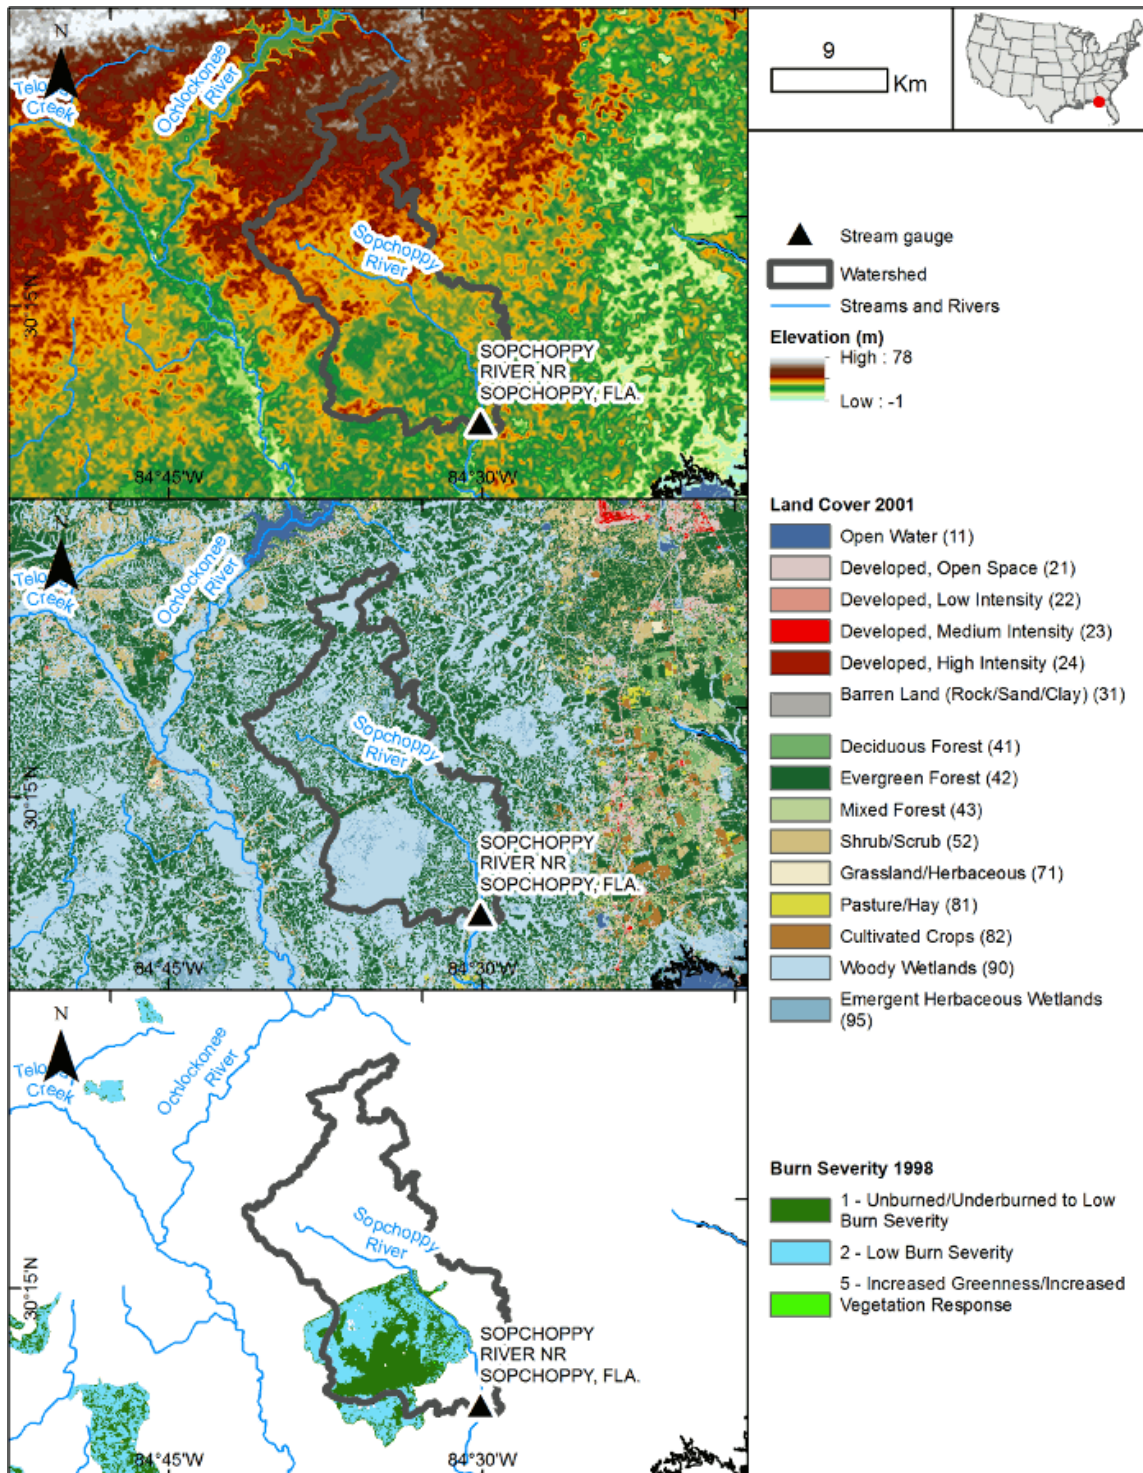 N
Ochlockonee
River
Creek
Sopchoppy
River
30°15'N
SOPCHOPPY
RIVER NR
SOPCHOPPY, FLA.
84°45'W
84°30'W
Ochlockonee
River
Creek
Sopchoppy
River
30°15'N
SOPCHOPPY
RIVER NR
SOPCHOPPY, FLA.
84°45'W
84°30'W
N
Ochlockonee
River
Creek
Sopchoppy
River
30°15'N
SOPCHOPPY
RIVER NR
SOPCHOPPY, FLA.
84°45'W
84°30'W
9
Km
Stream gauge
Watershed
Streams and Rivers
Elevation (m)
High : 78
Low : -1
Land Cover 2001
Open Water (11)
Developed, Open Space (21)
Developed, Low Intensity (22)
Developed, Medium Intensity (23)
Developed, High Intensity (24)
Barren Land (Rock/Sand/Clay) (31)
Deciduous Forest (41)
Evergreen Forest (42)
Mixed Forest (43)
Shrub/Scrub (52)
Grassland/Herbaceous (71)
Pasture/Hay (81)
Cultivated Crops (82)
Woody Wetlands (90)
Emergent Herbaceous Wetlands
(95)
Burn Severity 1998
1 - Unburned/Underburned to Low
Burn Severity
2 - Low Burn Severity
5 - Increased Greenness/Increased
Vegetation Response